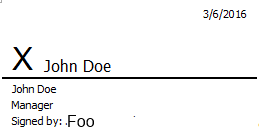 3/6/2016
X John Doe
John Doe
Manager
Signed by: .Foo